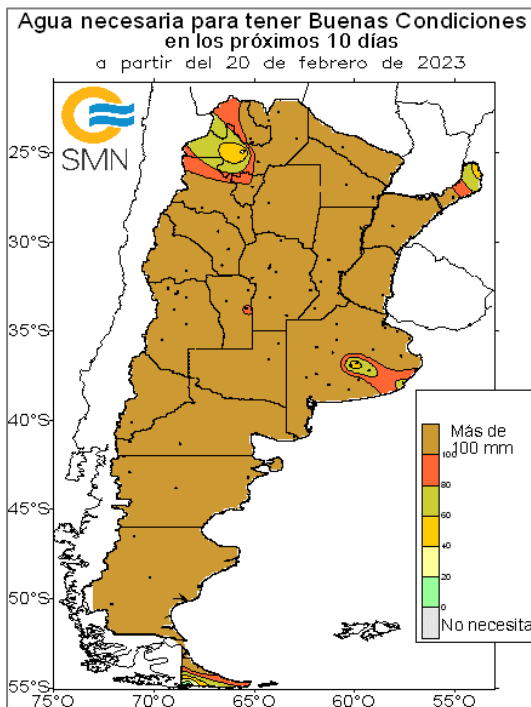 Agua necesaria para tener Buenas Condiciones
en los próximos 10 días
a partir del 20 de febrero de 2023
SMN
25°S
30°S
35°S
40°S
45°S
50°S
55°S
75°O 70°O 65°O 60°O 55°O
Más de
100 mm
100
80
60
40
20
0
No necesita